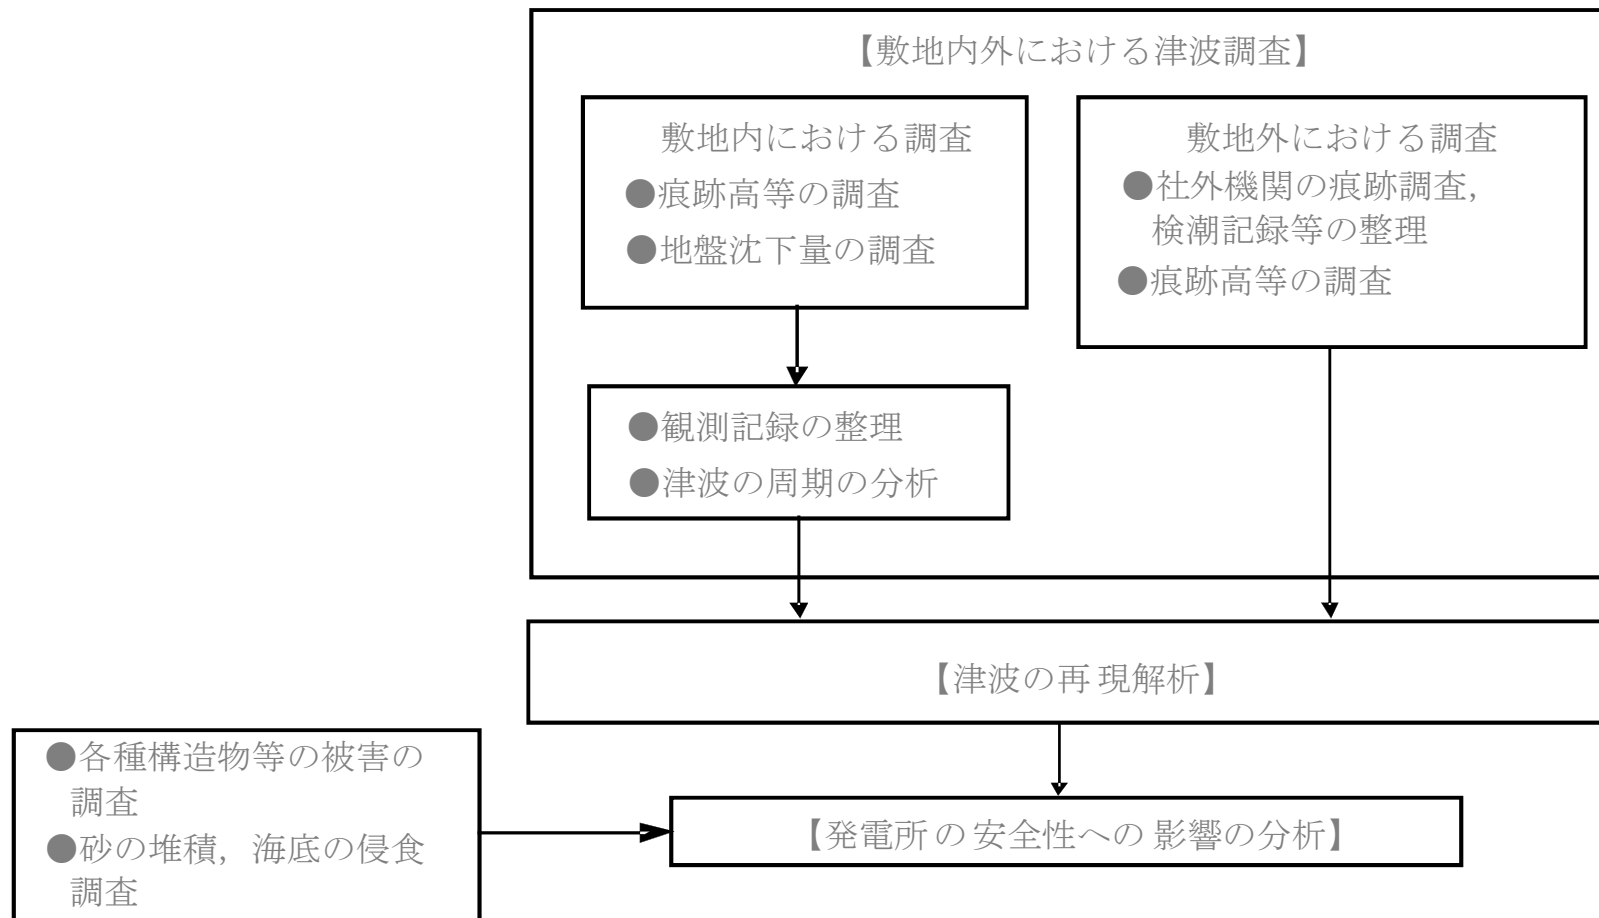 【敷地内外における津波調査】
敷地内における調査
●痕跡高等の調査
●地盤沈下量の調査
敷地外における調査
●社外機関の痕跡調査，
検潮記録等の整理
●痕跡高等の調査
●観測記録の整理
●津波の周期の分析
【津波の再現解析】
●各種構造物等の被害の
調査
●砂の堆積，海底の侵食
調査
【発電所の安全性への影響の分析】